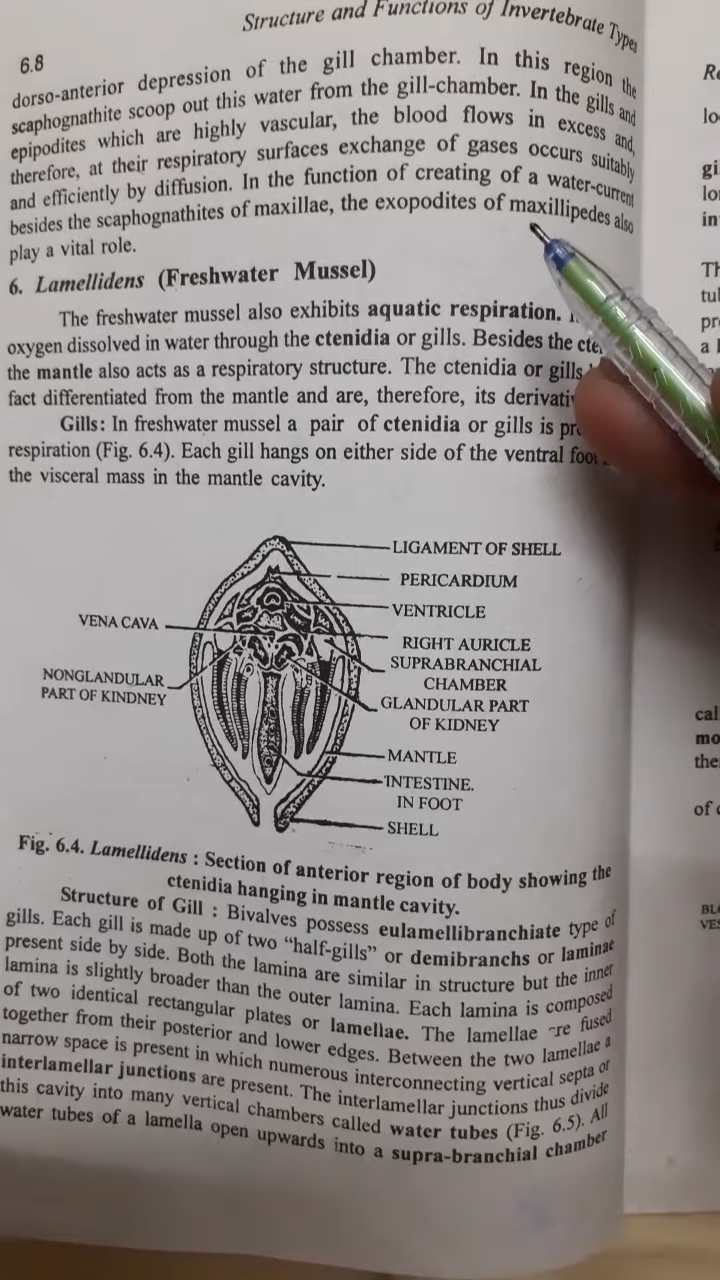 Structure and Functions of Invertebrate Types
6.8
dorso-anterior depression of the gill chamber. In this region the
scaphognathite scoop out this water from the gill-chamber. In the gills and
epipodites which are highly vascular, the blood flows in excess and,
therefore, at their respiratory surfaces exchange of gases occurs suitably
and efficiently by diffusion. In the function of creating of a water-current
besides the scaphognathites of maxillae, the exopodites of maxillipedes also
play a vital role.
6. Lamellidens (Freshwater Mussel)
The freshwater mussel also exhibits aquatic respiration.
oxygen dissolved in water through the ctenidia or gills. Besides the
the mantle also acts as a respiratory structure. The ctenidia or gills
fact differentiated from the mantle and are, therefore, its
Gills: In freshwater mussel a pair of ctenidia or gills is
respiration (Fig. 6.4). Each gill hangs on either side of the ventral foot
the visceral mass in the mantle cavity.
LIGAMENT OF SHELL
PERICARDIUM
VENTRICLE
VENA CAVA
RIGHT AURICLE
SUPRABRANCHIAL
CHAMBER
NONGLANDULAR
PART OF KINDNEY
GLANDULAR PART
OF KIDNEY
MANTLE
INTESTINE.
IN FOOT
SHELL
Fig. 6.4. Lamellidens : Section of anterior region of body showing the
ctenidia hanging in mantle cavity.
Structure of Gill : Bivalves possess eulamellibranchiate type of
gills. Each gill is made up of two “half-gills” or demibranchs or laminae
present side by side. Both the lamina are similar in structure but the inner
lamina is slightly broader than the outer lamina. Each lamina is composed
of two identical rectangular plates or lamellae. The lamellae are fused
together from their posterior and lower edges. Between the two lamellae a
narrow space is present in which numerous interconnecting vertical septa or
interlamellar junctions are present. The interlamellar junctions thus divide
this cavity into many vertical chambers called water tubes (Fig. 6.5). All
water tubes of a lamella open upwards into a supra-branchial chamber
lo
gi
lo
in
Th
tu
pr
a
cal
mo
the
of
BL
VES